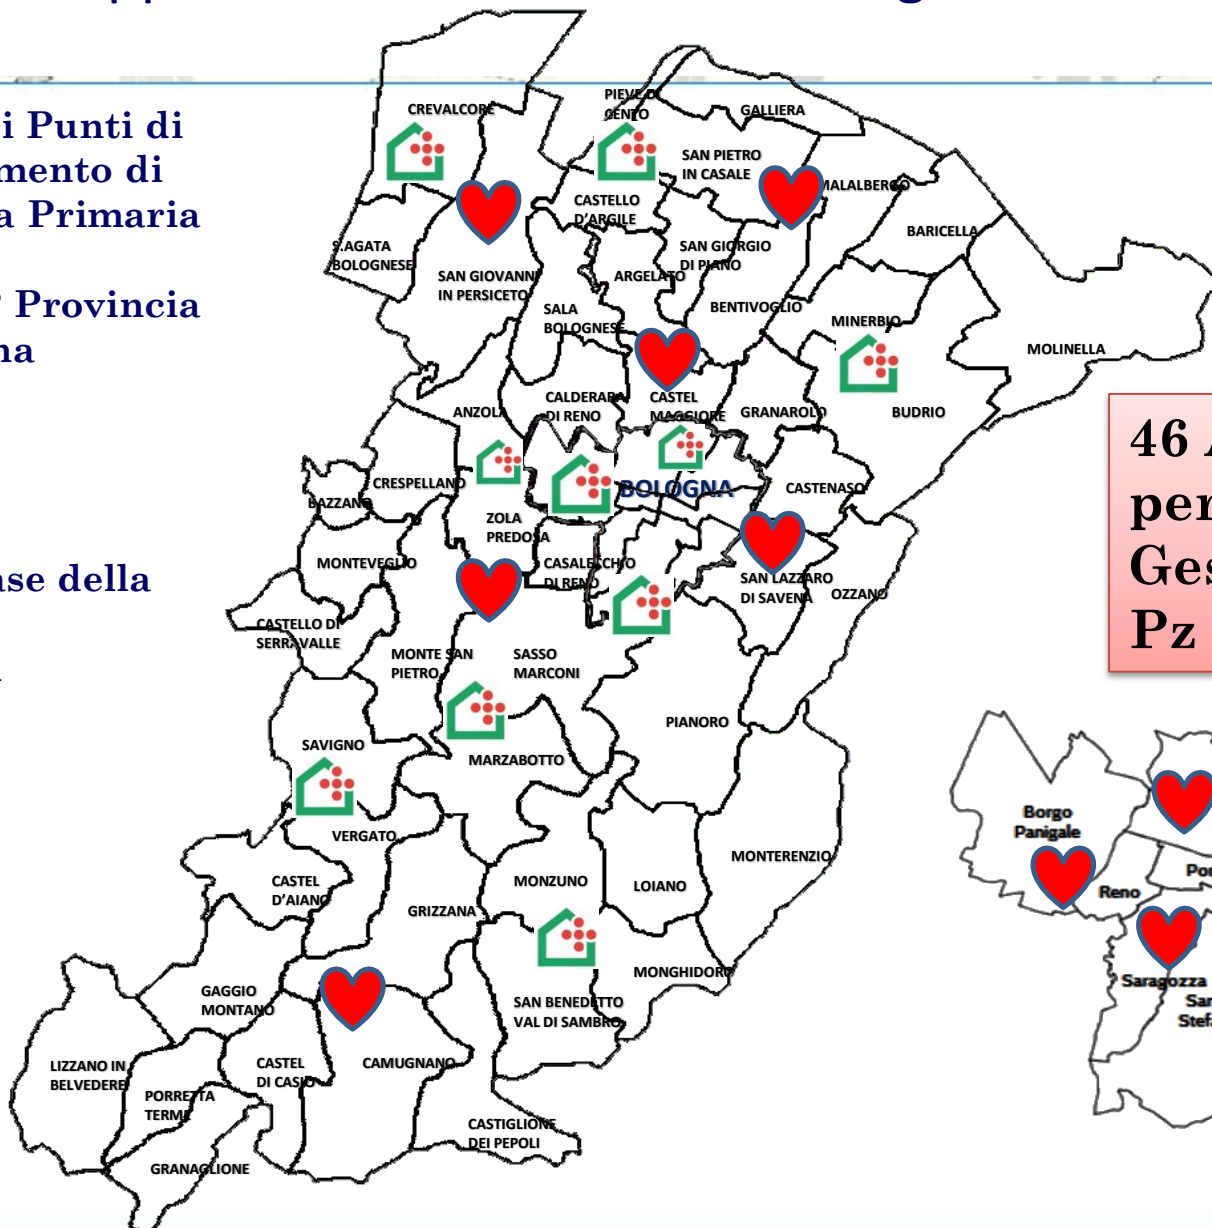 i Punti di
mento di
a Primaria
Provincia
na
ase della
46 A
per
Ges
Pz
CREVALCORE
PIEVE DI
CENTO
GALLIERA
SAN PIETRO
IN CASALE
MALALBERGO
CASTELLO
D'ARGILE
BARICELLA
S.AGATA
BOLOGNESE
SAN GIOVANNI
IN PERSICETO
ARGELATO
SAN GIORGIO
DI PIANO
SALA
BOLOGNESE
BENTIVOGLIO
MINERBIO
MOLINELLA
ANZOLA
CALDERARA
DI RENO
CASTEL
MAGGIORE
GRANAROLO
BUDRIO
CRESPELLANO
BAZZANO
BOLOGNA
CASTENASO
ZOLA
PREDOSA
MONTEVEGLIO
CASALECCHIO
DI RENO
SAN LAZZARO
DI SAVENA
OZZANO
CASTELLO DI
SERRAVALLE
MONTE SAN
PIETRO
SASSO
MARCONI
PIANORO
SAVIGNO
MARZABOTTO
VERGATO
MONTERENZIO
CASTEL
D'AIANO
MONZUNO
LOIANO
GRIZZANA
MONGHIDORO
GAGGIO
MONTANO
SAN BENEDETTO
VAL DI SAMBRO
LIZZANO IN
BELVEDERE
CASTEL
DI CASIO
CAMUGNANO
PORRETTA
TERME
CASTIGLIONE
DEI PEPOLI
GRANAGLIONE
Borgo
Panigale
Reno
Por
Saragozza
San
Stefa